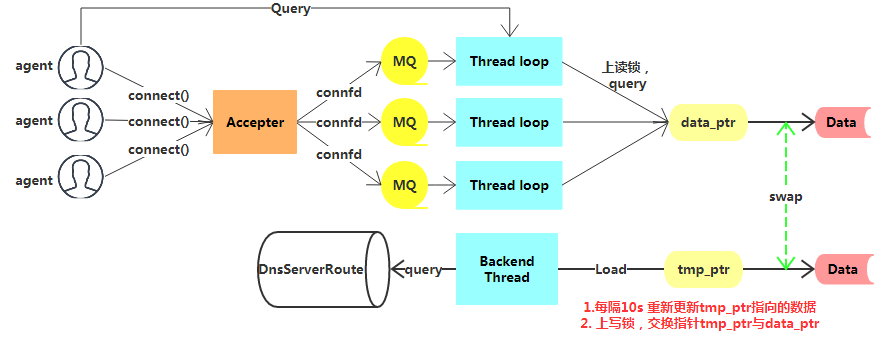 Query
agent
agent
agent
connect()
connect()
connect()
Accepter
connfd
connfd
connfd
MQ
MQ
MQ
Thread loop
Thread loop
Thread loop
上读锁，
query
data_ptr
Data
swap
DnsServerRoute
query
Backend
Thread
Load
tmp_ptr
Data
1.每隔10s 重新更新tmp_ptr指向的数据
2. 上写锁，交换指针tmp_ptr与data_ptr